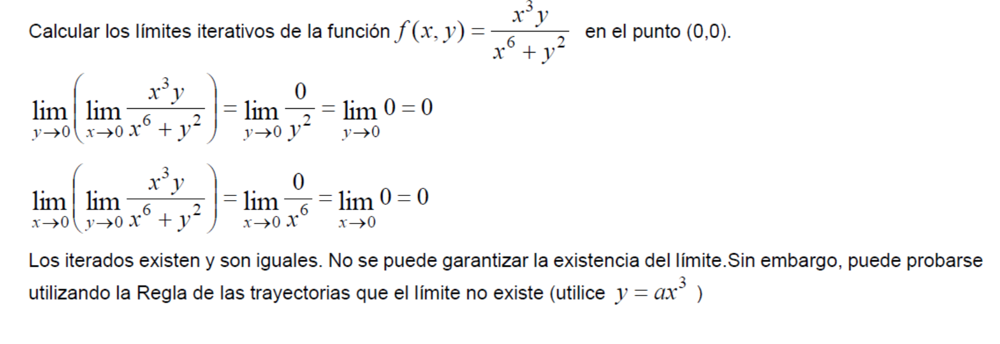 Calcular los límites iterativos de la función $f(x,y)=\frac{x^3y}{x^6+y^2}$ en el punto (0,0).
$\lim_{y\to 0}\left(\lim_{x\to 0}\frac{x^3y}{x^6+y^2}\right)=\lim_{y\to 0}\frac{0}{y^2}=\lim_{y\to 0}0=0$
$\lim_{x\to 0}\left(\lim_{y\to 0}\frac{x^3y}{x^6+y^2}\right)=\lim_{x\to 0}\frac{0}{x^6}=\lim_{x\to 0}0=0$
Los iterados existen y son iguales. No se puede garantizar la existencia del límite.Sin embargo, puede probarse
utilizando la Regla de las trayectorias que el límite no existe (utilice $y=ax^3$ )